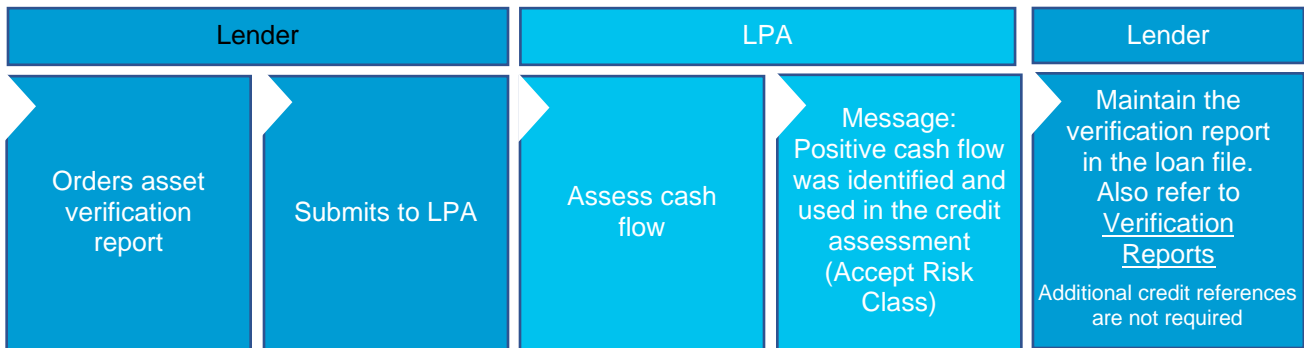 Lender
LPA
Lender
Orders asset
verification
report
Submits to LPA
Assess cash
flow
Message:
Positive cash flow
was identified and
used in the credit
assessment
(Accept Risk
Class)
Maintain the
verification report
in the loan file.
Also refer to
Verification
Reports
Additional credit references
are not required